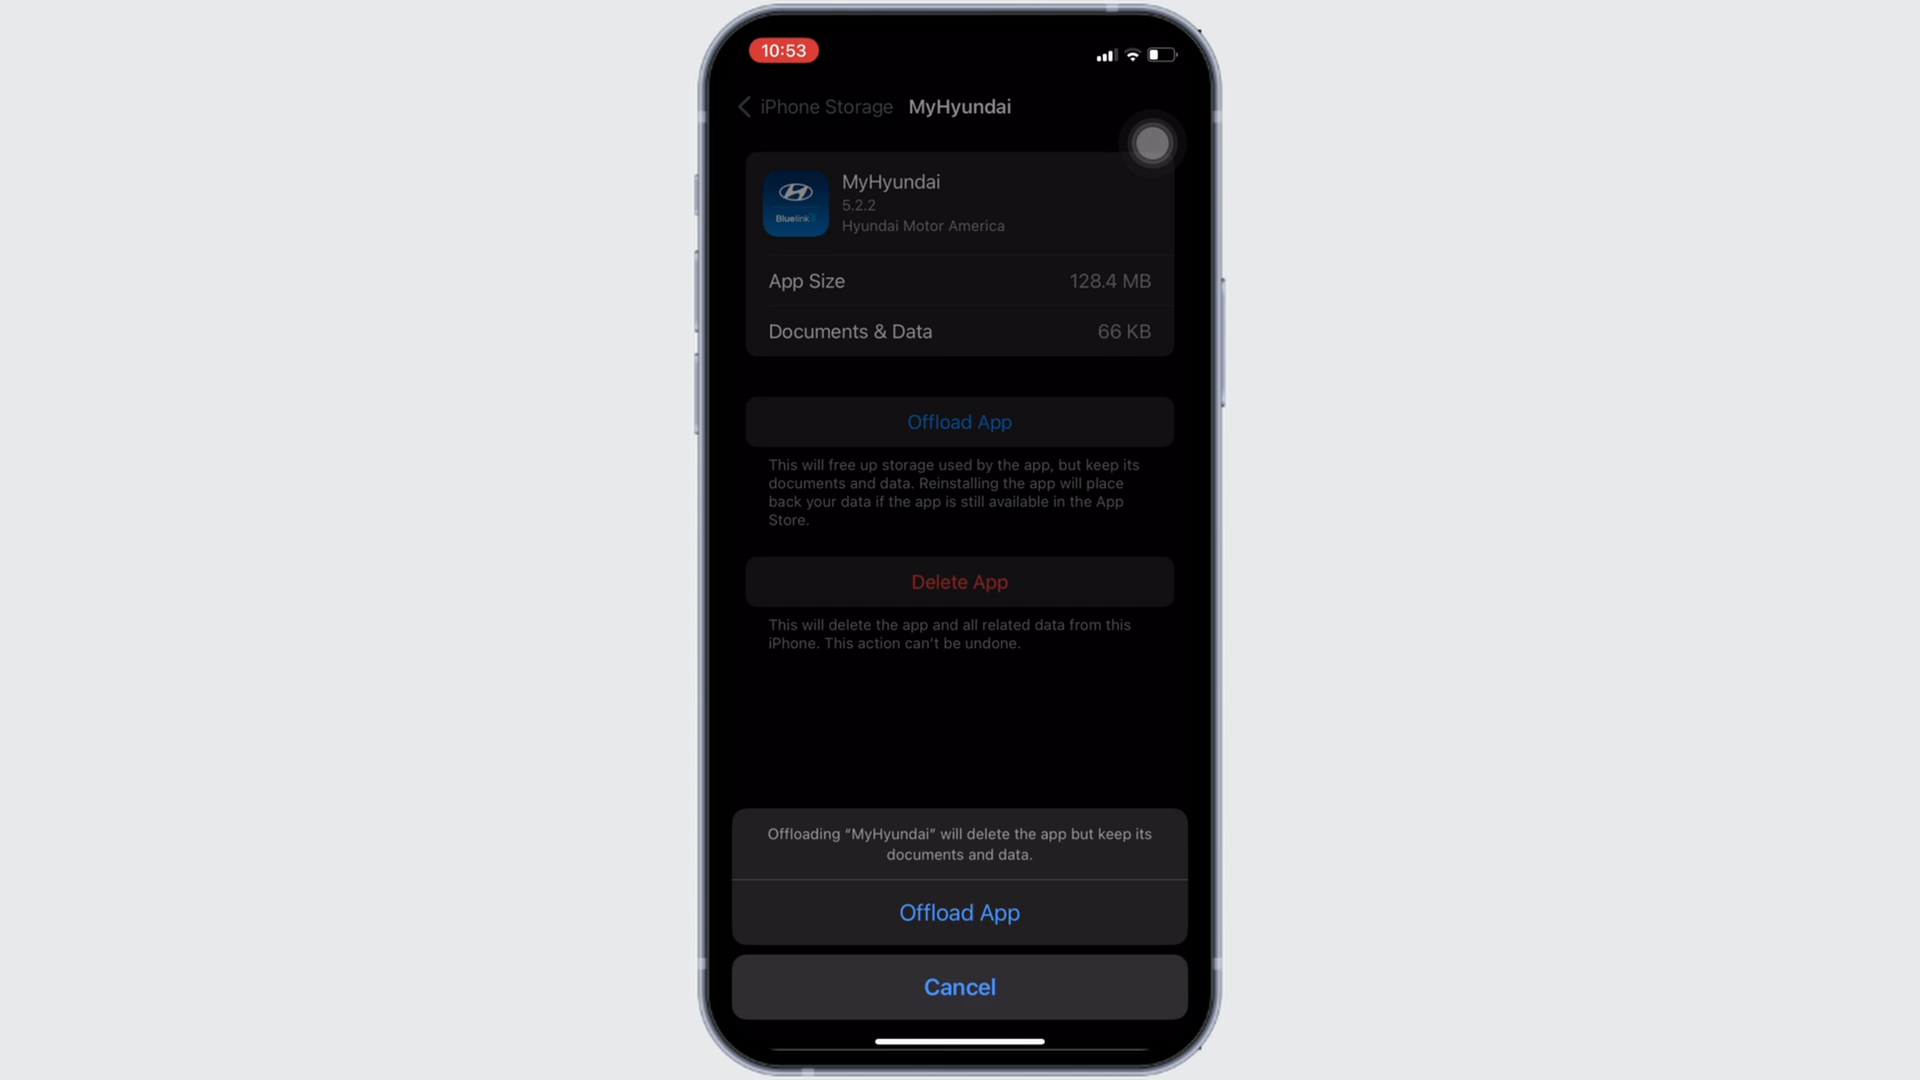 10:53
iPhone Storage MyHyundai
MyHyundai
5.2.2
Hyundai Motor America
Bluelink
App Size 128.4 MB
Documents & Data 66 KB
Offload App
This will free up storage used by the app, but keep its
documents and data. Reinstalling the app will place
back your data if the app is still available in the App
Store.
Delete App
This will delete the app and all related data from this
iPhone. This action can't be undone.
Offloading “MyHyundai” will delete the app but keep its
documents and data.
Offload App
Cancel